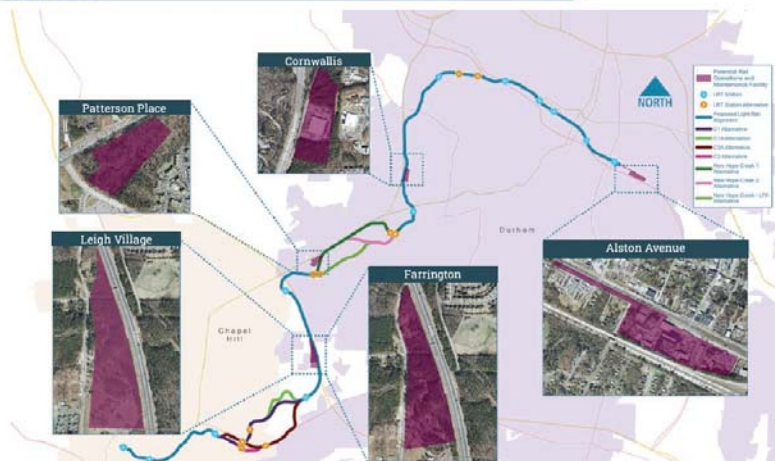 Cornwallis
Patterson Place
Leigh Village
Farrington
Alston Avenue
NORTH
Durham
Chapel
Hill
Potential Rail
Operations and
Maintenance Facility
LRT Station
LRT Station Alternative
Proposed Light Rail
Alignment
C1 Alternative
C1A Alternative
C2A Alternative
C2 Alternative
New Hope Creek 1
Alternative
New Hope Creek 2
Alternative
New Hope Creek - LPA
Alternative